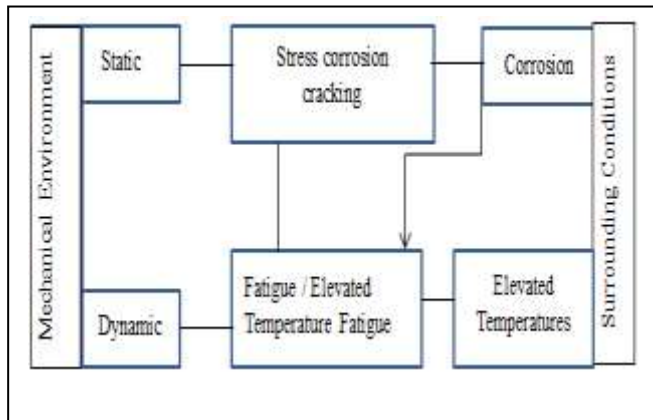 Mechanical Environment
Static
Stress corrosion
cracking
Corrosion
Surrounding Conditions
Dynamic
Fatigue / Elevated
Temperature Fatigue
Elevated
Temperatures